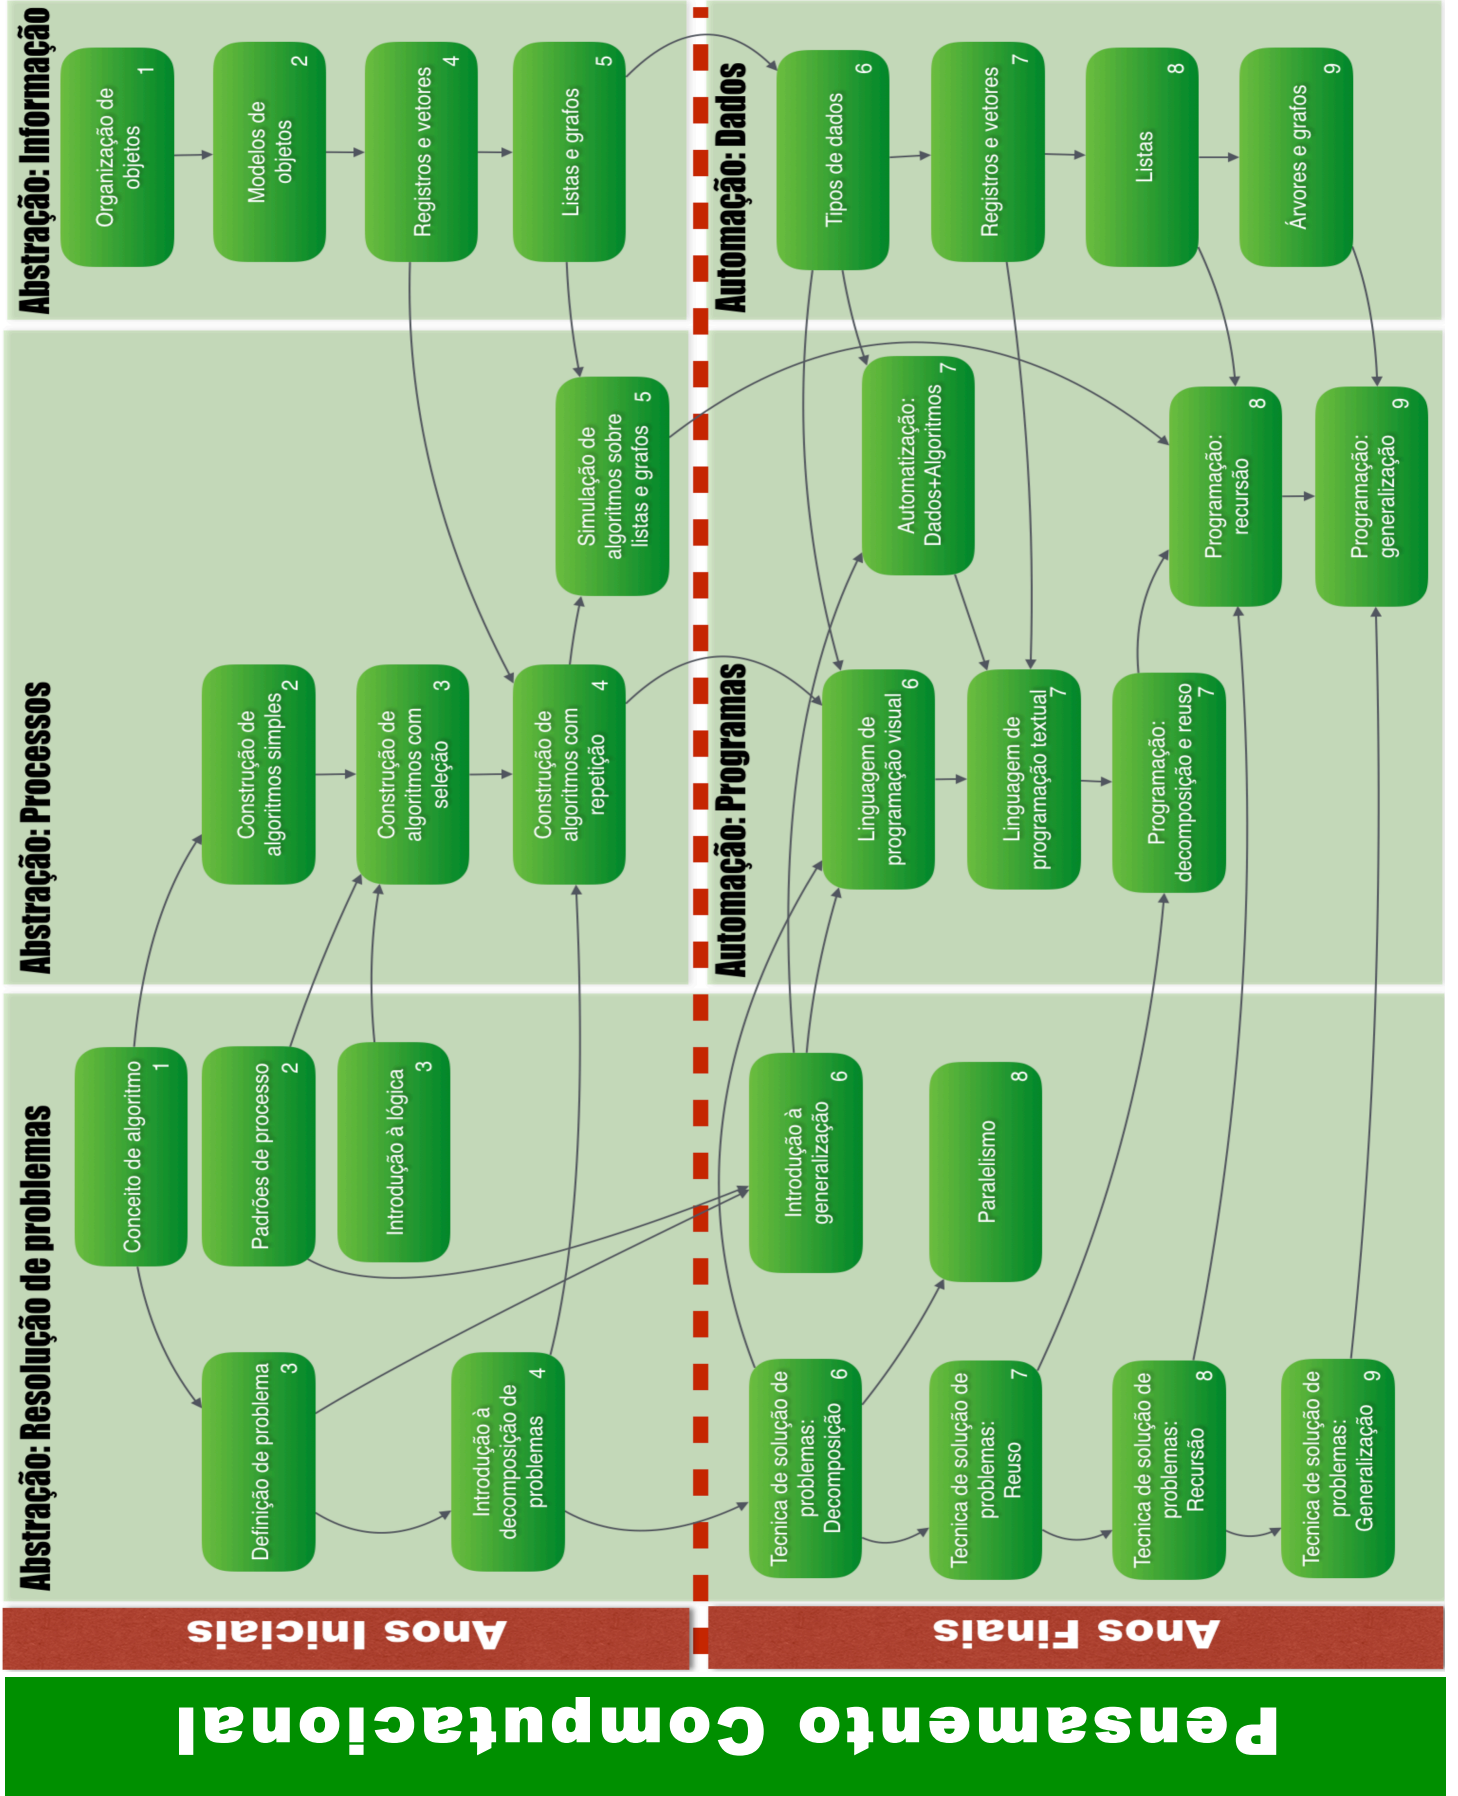 Pensamento Computacional
Anos Iniciais
Abstração: Resolução de problemas
Conceito de algoritmo
1
Padrões de processo
2
Introdução à lógica
3
Definição de problema
3
Introdução à
decomposição de
problemas
4
Abstração: Processos
Construção de
algoritmos simples
2
Construção de
algoritmos com
seleção
3
Construção de
algoritmos com
repetição
4
Simulação de
algoritmos sobre
listas e grafos
5
Abstração: Informação
Organização de
objetos
1
Modelos de
objetos
2
Registros e vetores
4
Listas e grafos
5
Anos Finais
Tecnica de solução de
problemas:
Decomposição
6
Introdução à
generalização
6
Tecnica de solução de
problemas:
Reuso
7
Paralelismo
8
Tecnica de solução de
problemas:
Recursão
8
Tecnica de solução de
problemas:
Generalização
9
Automação: Programas
Linguagem de
programação visual
6
Automatização:
Dados+Algoritmos
7
Linguagem de
programação textual
7
Programação:
decomposição e reuso
7
Programação:
recursão
8
Programação:
generalização
9
Automação: Dados
Tipos de dados
6
Registros e vetores
7
Listas
8
Árvores e grafos
9